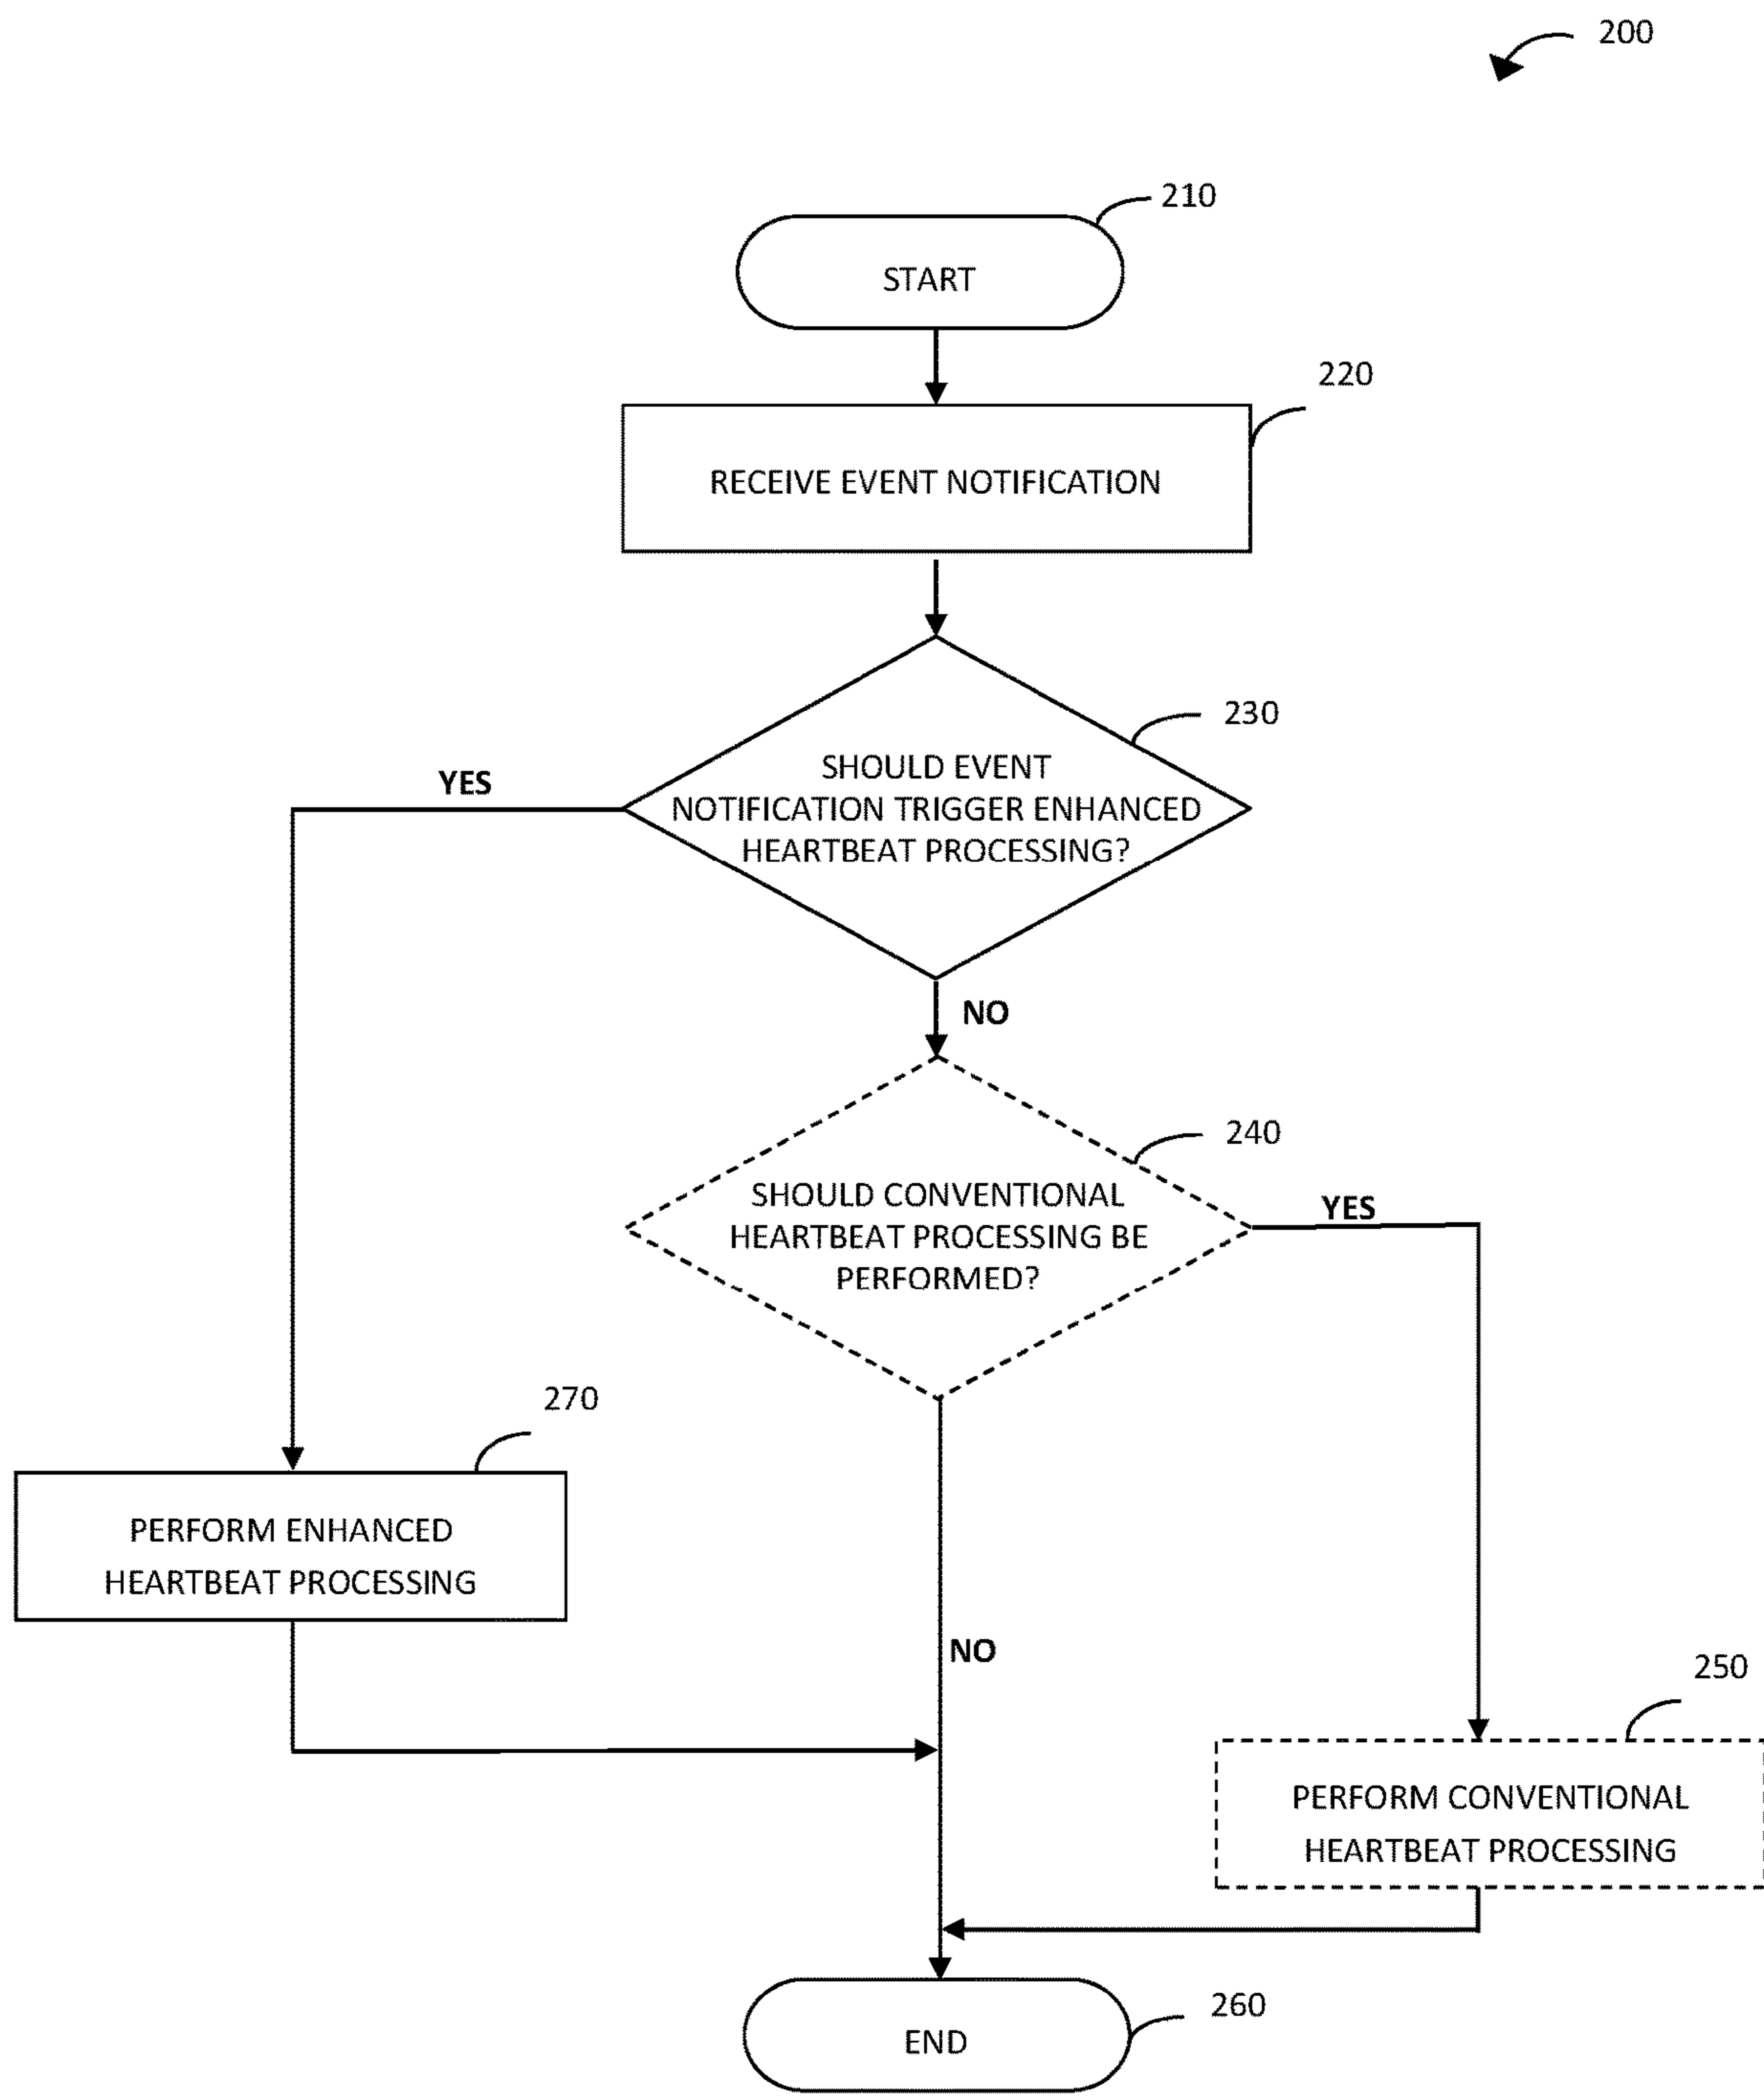 200
210
START
220
RECEIVE EVENT NOTIFICATION
230
SHOULD EVENT
NOTIFICATION TRIGGER ENHANCED
HEARTBEAT PROCESSING?
YES
NO
240
SHOULD CONVENTIONAL
HEARTBEAT PROCESSING BE
PERFORMED?
YES
270
PERFORM ENHANCED
HEARTBEAT PROCESSING
NO
250
PERFORM CONVENTIONAL
HEARTBEAT PROCESSING
260
END